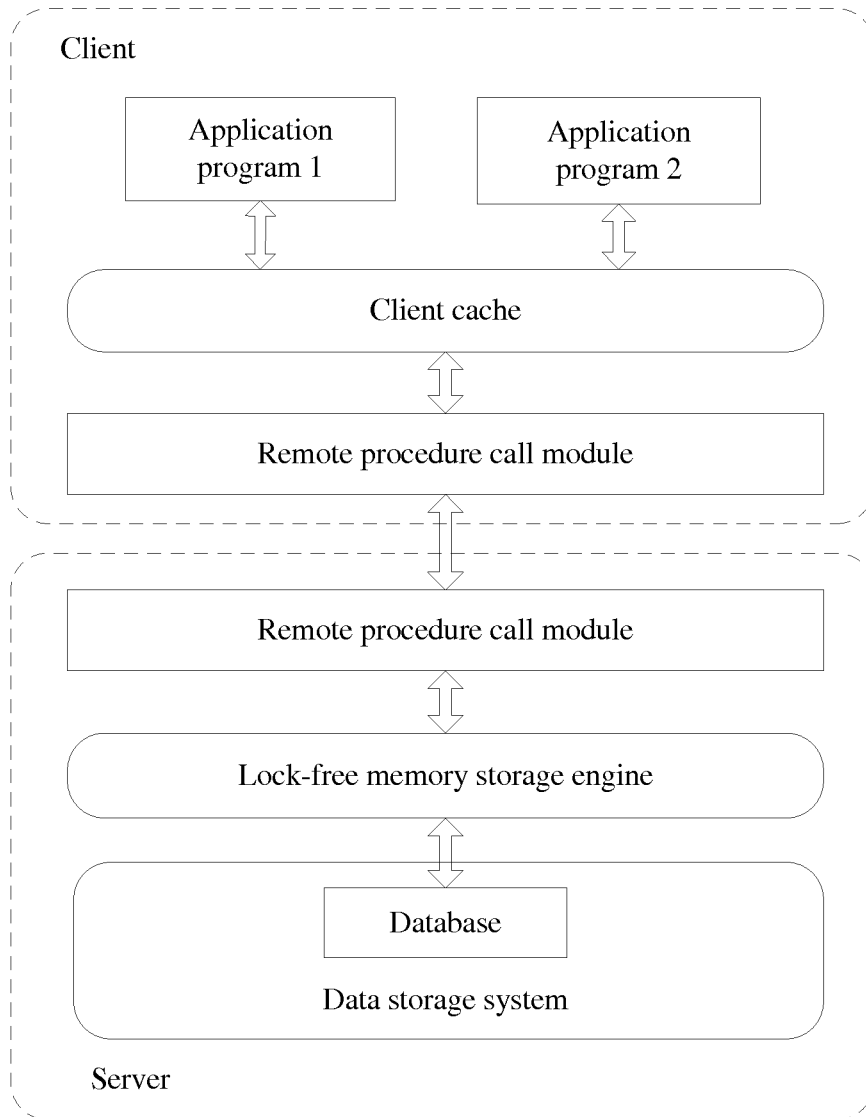 Client
Application
program 1
Application
program 2
Client cache
Remote procedure call module
Remote procedure call module
Lock-free memory storage engine
Database
Data storage system
Server